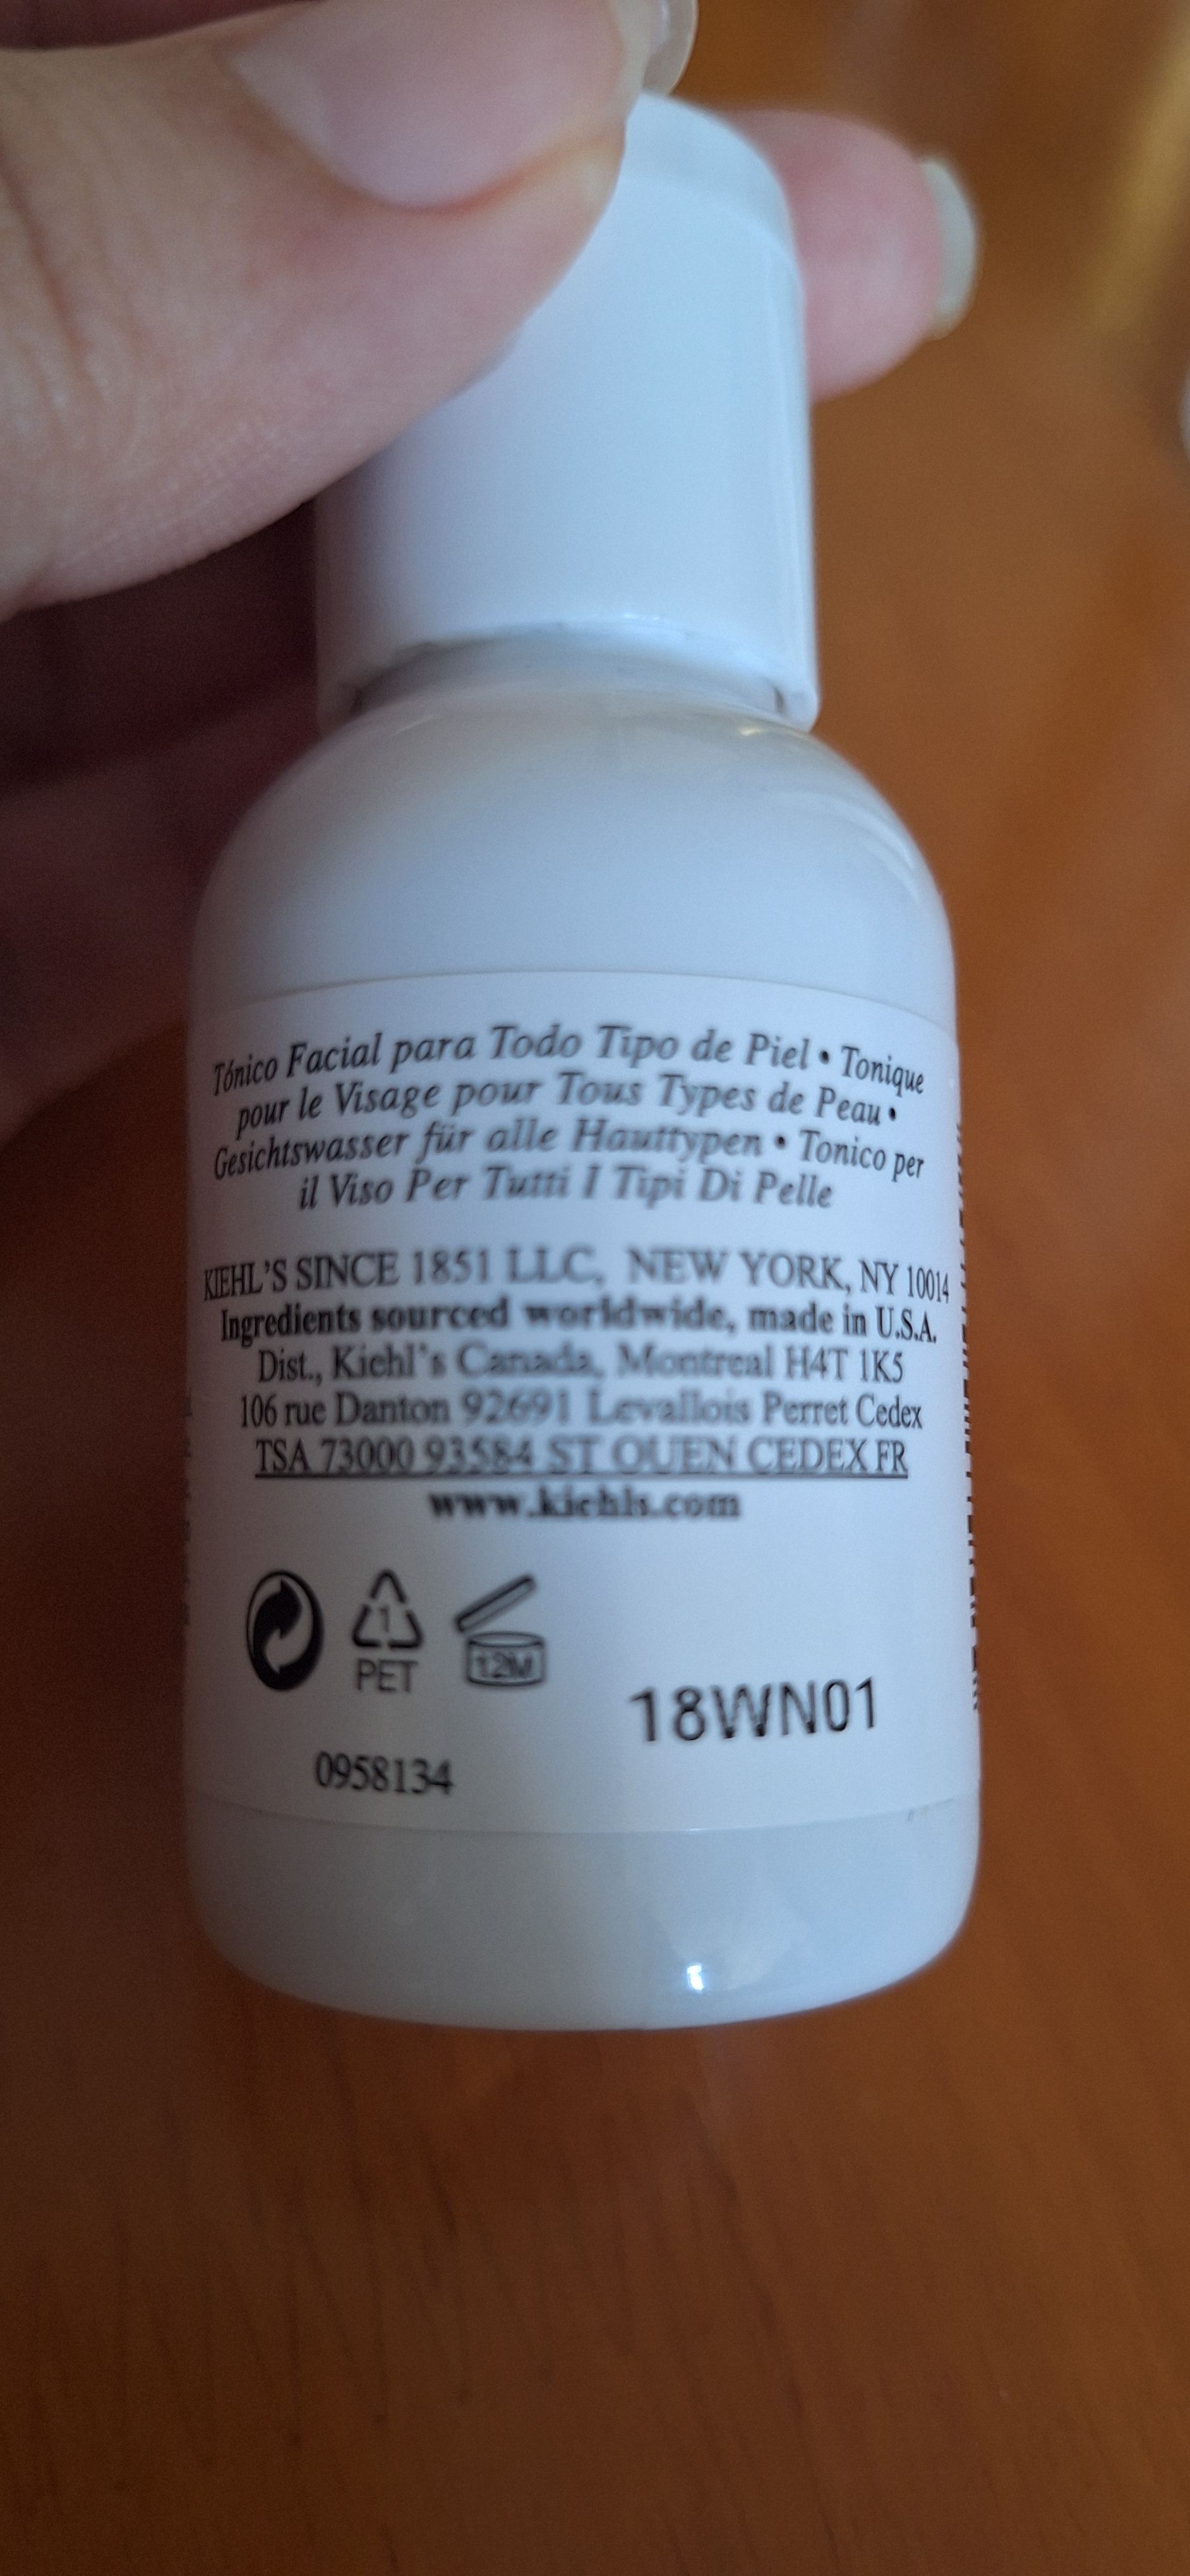 Tónico Facial para Todo Tipo de Piel • Tonique
pour le Visage pour Tous Types de Peau •
Gesichtswasser für alle Hauttypen • Tonico per
il Viso Per Tutti I Tipi Di Pelle
KIEHL'S SINCE 1851 LLC, NEW YORK, NY 10014
Ingredients sourced worldwide, made in U.S.A.
Dist., Kiehl's Canada, Montreal H4T 1K5
106 rue Danton 92691 Levallois Perret Cedex
TSA 73000 93584 ST OUEN CEDEX FR
www.kiehls.com
1
PET
12M
18WN01
0958134